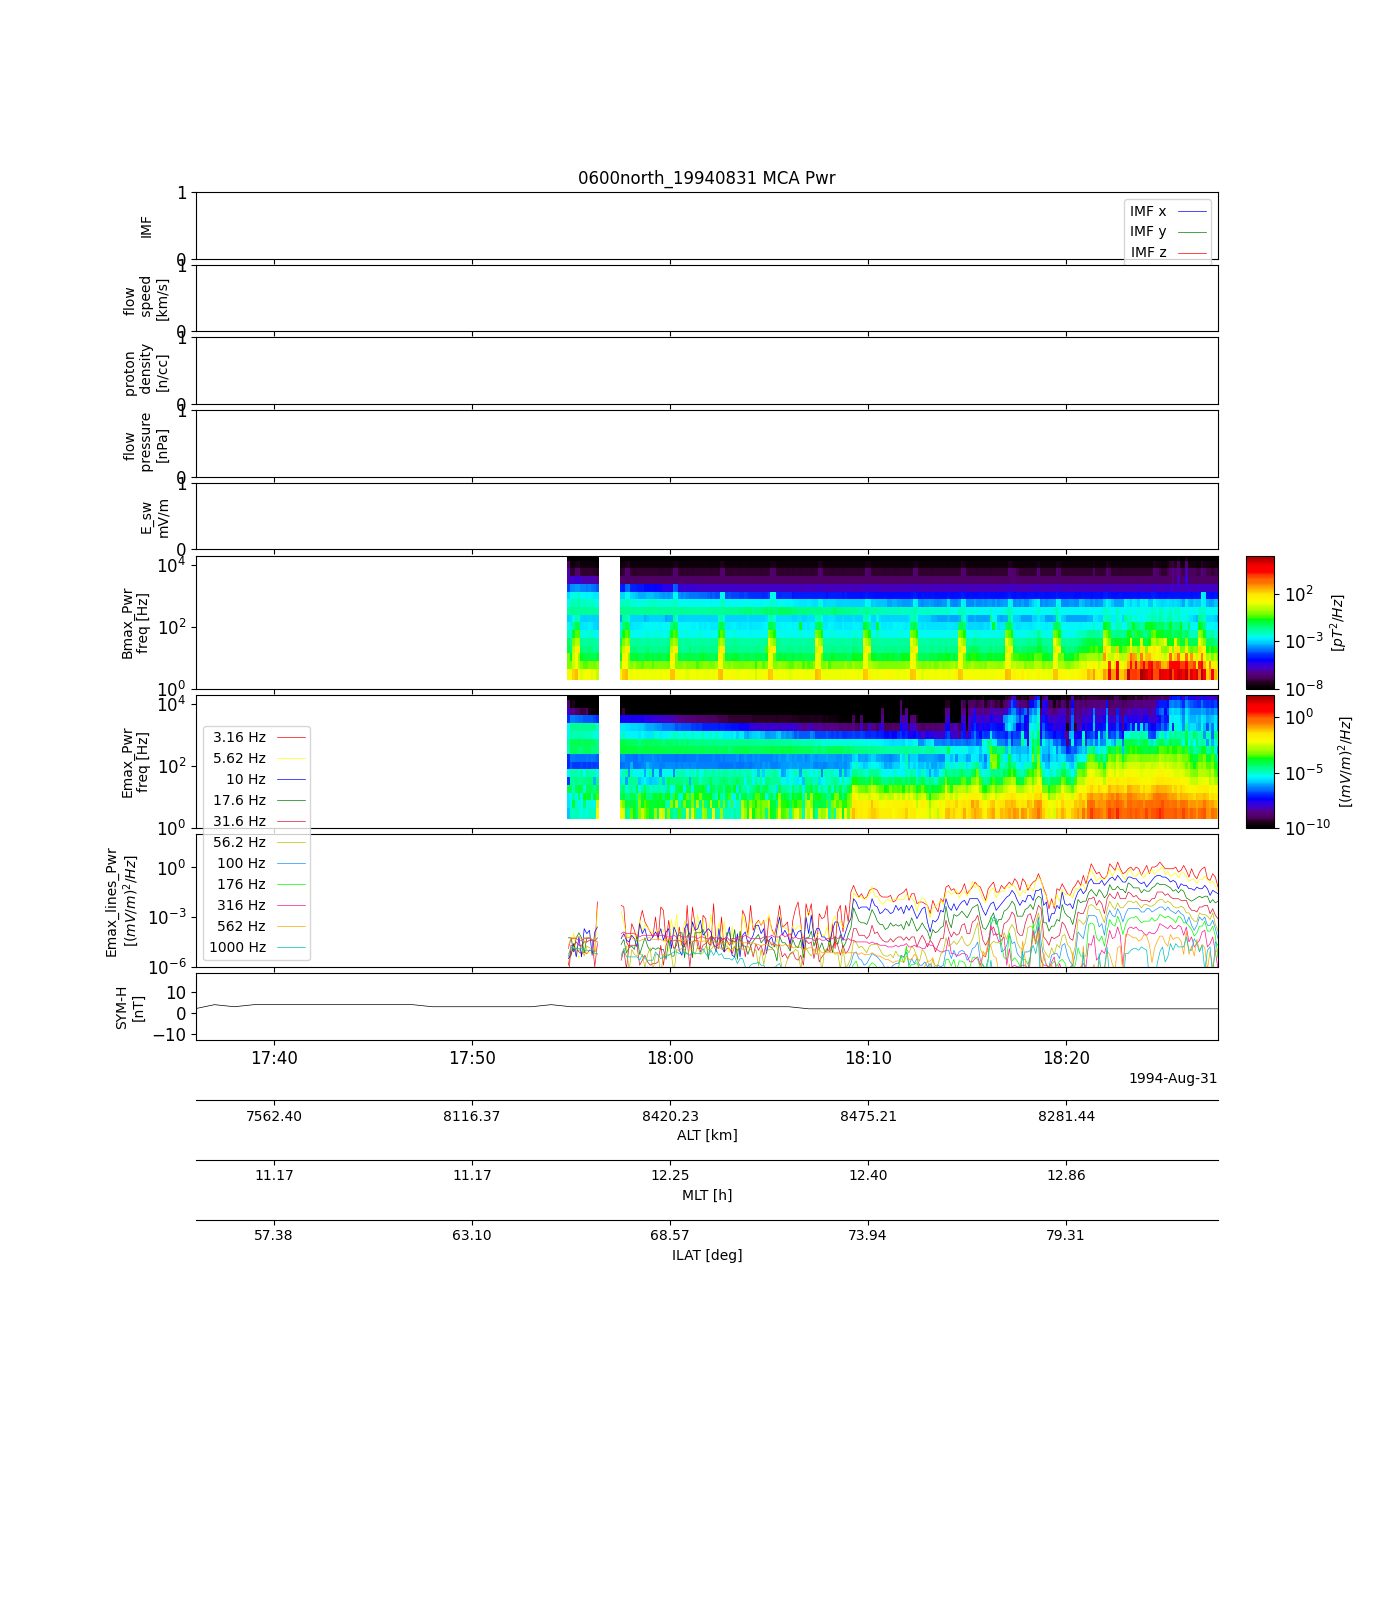 0600north_19940831 MCA Pwr
1
IMF
0
IMF x
IMF y
IMF z
1
flow
speed
[km/s]
0
1
proton
density
[n/cc]
0
1
flow
pressure
[nPa]
0
1
E_sw
mV/m
0
10^4
10^2
10^0
Bmax_Pwr
freq [Hz]
10^2
10^-3
10^-8
[pT^2/Hz]
10^4
10^2
10^0
Emax_Pwr
freq [Hz]
10^0
10^-5
10^-10
[(mV/m)^2/Hz]
3.16 Hz
5.62 Hz
10 Hz
17.6 Hz
31.6 Hz
56.2 Hz
100 Hz
176 Hz
316 Hz
562 Hz
1000 Hz
10^0
10^-3
10^-6
Emax_lines_Pwr
[(mV/m)^2/Hz]
SYM-H
[nT]
10
0
−10
17:40 17:50 18:00 18:10 18:20
1994-Aug-31
7562.40 8116.37 8420.23 8475.21 8281.44
ALT [km]
11.17 11.17 12.25 12.40 12.86
MLT [h]
57.38 63.10 68.57 73.94 79.31
ILAT [deg]